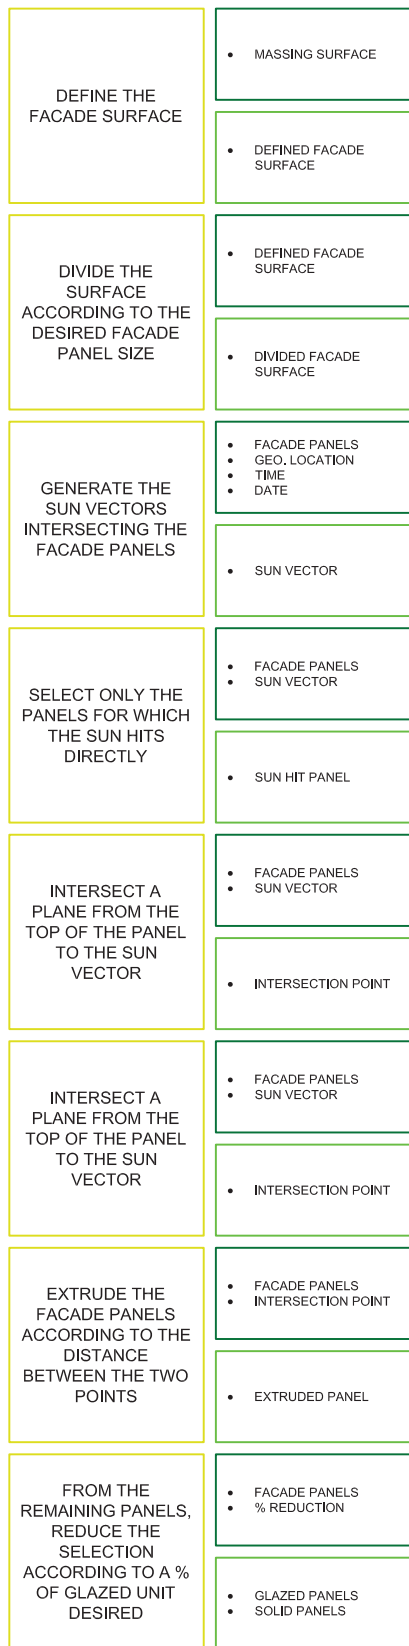 DEFINE THE
FACADE SURFACE
• MASSING SURFACE
• DEFINED FACADE
SURFACE
DIVIDE THE
SURFACE
ACCORDING TO THE
DESIRED FACADE
PANEL SIZE
• DEFINED FACADE
SURFACE
• DIVIDED FACADE
SURFACE
GENERATE THE
SUN VECTORS
INTERSECTING THE
FACADE PANELS
• FACADE PANELS
• GEO. LOCATION
• TIME
• DATE
• SUN VECTOR
SELECT ONLY THE
PANELS FOR WHICH
THE SUN HITS
DIRECTLY
• FACADE PANELS
• SUN VECTOR
• SUN HIT PANEL
INTERSECT A
PLANE FROM THE
TOP OF THE PANEL
TO THE SUN
VECTOR
• FACADE PANELS
• SUN VECTOR
• INTERSECTION POINT
INTERSECT A
PLANE FROM THE
TOP OF THE PANEL
TO THE SUN
VECTOR
• FACADE PANELS
• SUN VECTOR
• INTERSECTION POINT
EXTRUDE THE
FACADE PANELS
ACCORDING TO THE
DISTANCE
BETWEEN THE TWO
POINTS
• FACADE PANELS
• INTERSECTION POINT
• EXTRUDED PANEL
FROM THE
REMAINING PANELS,
REDUCE THE
SELECTION
ACCORDING TO A %
OF GLAZED UNIT
DESIRED
• FACADE PANELS
• % REDUCTION
• GLAZED PANELS
• SOLID PANELS